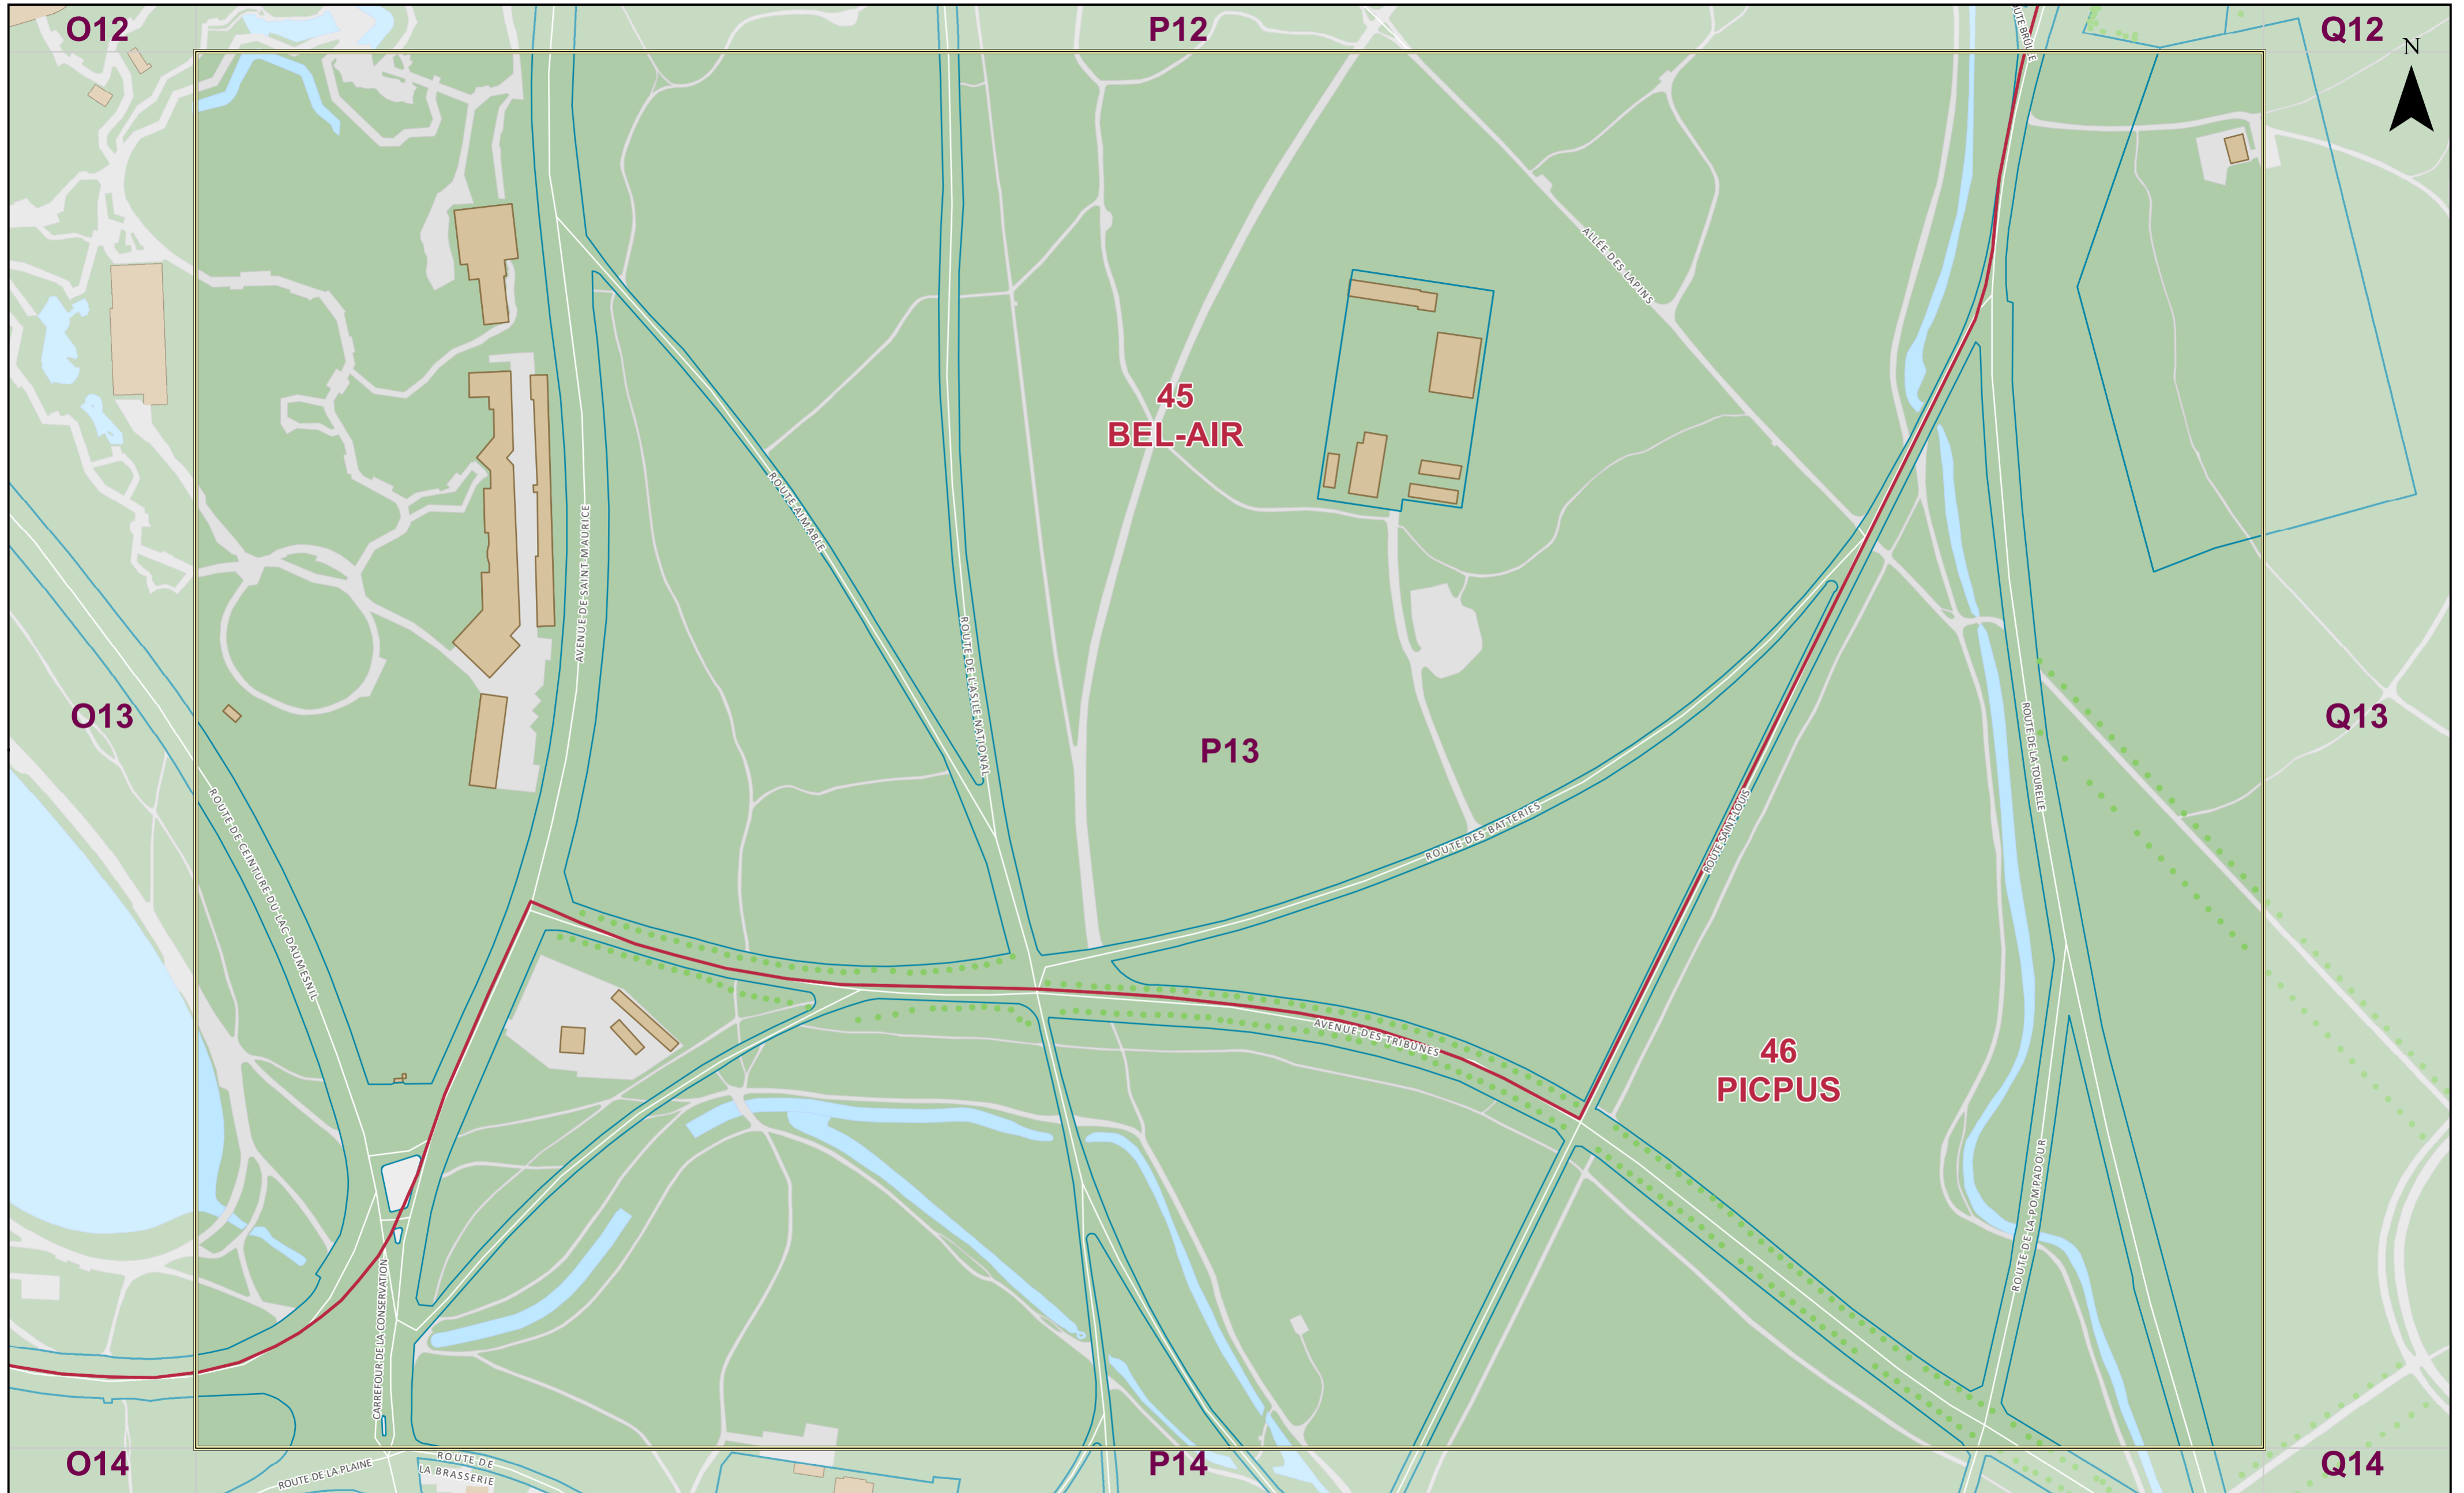 O12
P12
Q12
N
ROUTE BRÛLÉE
ALLÉE DES LAPINS
45
BEL-AIR
ROUTE AIMABLE
AVENUE DE SAINT-MAURICE
ROUTE DE L'ASILE NATIONAL
O13
P13
Q13
ROUTE DE LA TOURELLE
ROUTE DE CEINTURE DU LAC DAUMESNIL
ROUTE DES BATTERIES
ROUTE SAINT-LOUIS
AVENUE DES TRIBUNES
46
PICPUS
ROUTE DE LA POMPADOUR
CARREFOUR DE LA CONSERVATION
O14
ROUTE DE LA PLAINE
ROUTE DE
LA BRASSERIE
P14
Q14